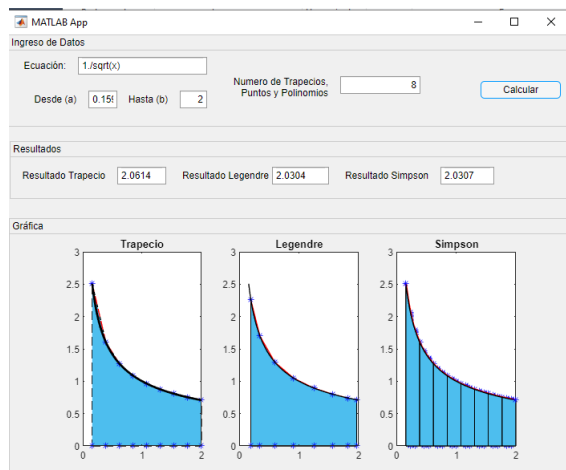 MATLAB App
Ingreso de Datos
Ecuación: 1./sqrt(x)
Numero de Trapecios, Puntos y Polinomios 8
Calcular
Desde (a) 0.15 Hasta (b) 2
Resultados
Resultado Trapecio 2.0614 Resultado Legendre 2.0304 Resultado Simpson 2.0307
Gráfica
Trapecio
3
2.5
2
1.5
1
0.5
0
0 1 2
Legendre
3
2.5
2
1.5
1
0.5
0
0 1 2
Simpson
3
2.5
2
1.5
1
0.5
0
0 1 2